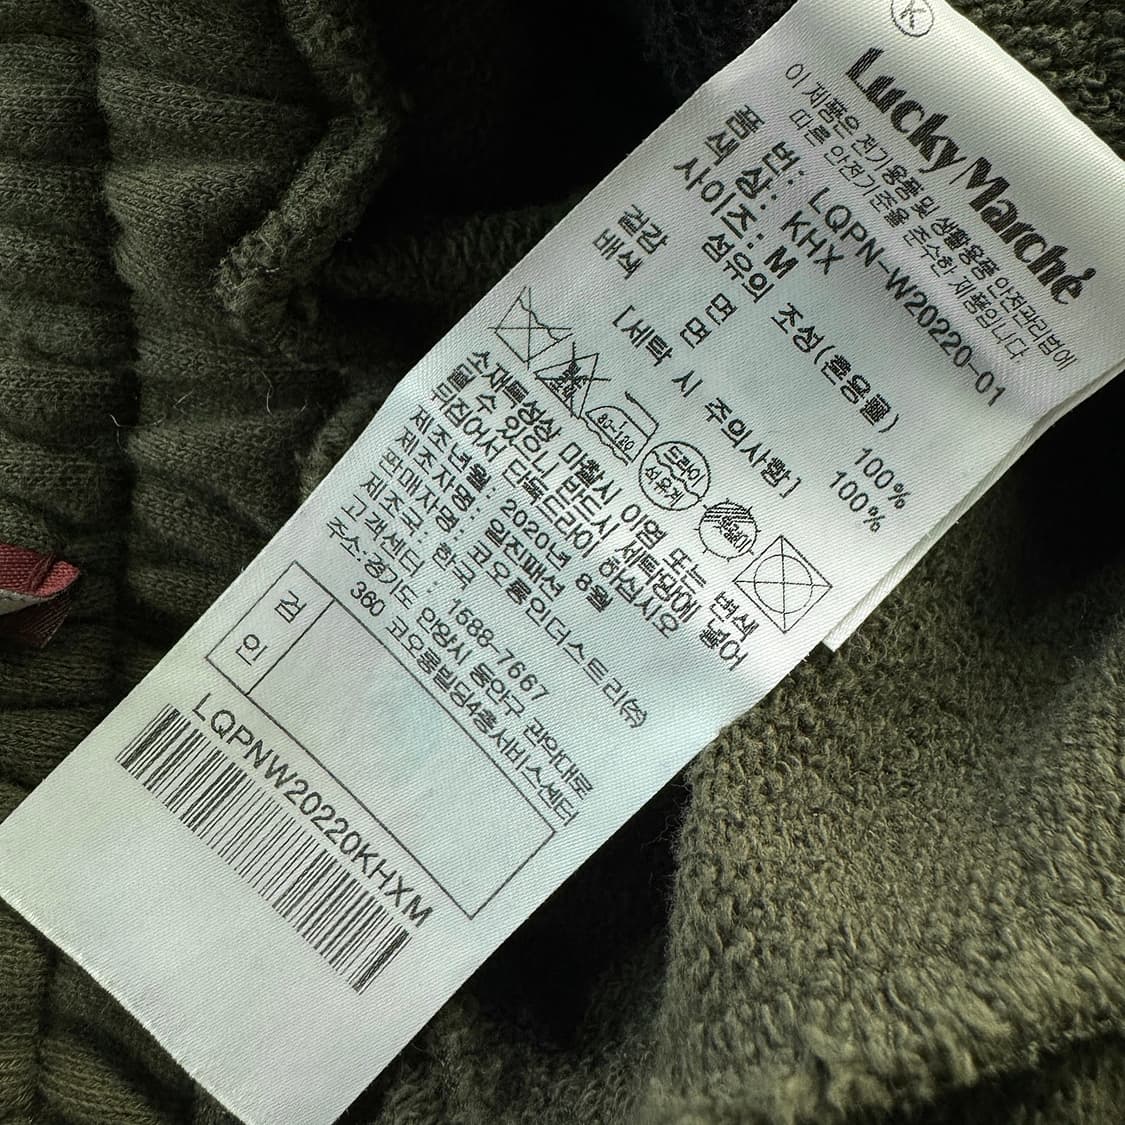 K
LuckyMarché
이 제품은 전기용품 및 생활용품 안전관리법에
따른 안전기준을 준수한 제품입니다
품 번: LQPN-W20220-01
색 상: KHX
사이즈: M
섬유의 조성(혼용률)
겉감 면 100%
배색 면 100%
[세탁 시 주의사항]
80~120
드라이
석유계
소재특성상 마찰시 이염 또는 변색
될 수 있으니 반드시 세탁망에 넣어
뒤집어서 단독드라이 하십시오
제조년월: 2020년 8월
제조자명: 일진패션
판매자명: 코오롱인더스트리(주)
제조국: 한국
고객센터 : 1588-7667
주소:경기도 안양시 동안구 관악대로
360 코오롱빌딩4층서비스센터
검
인
LQPNW20220KHXM